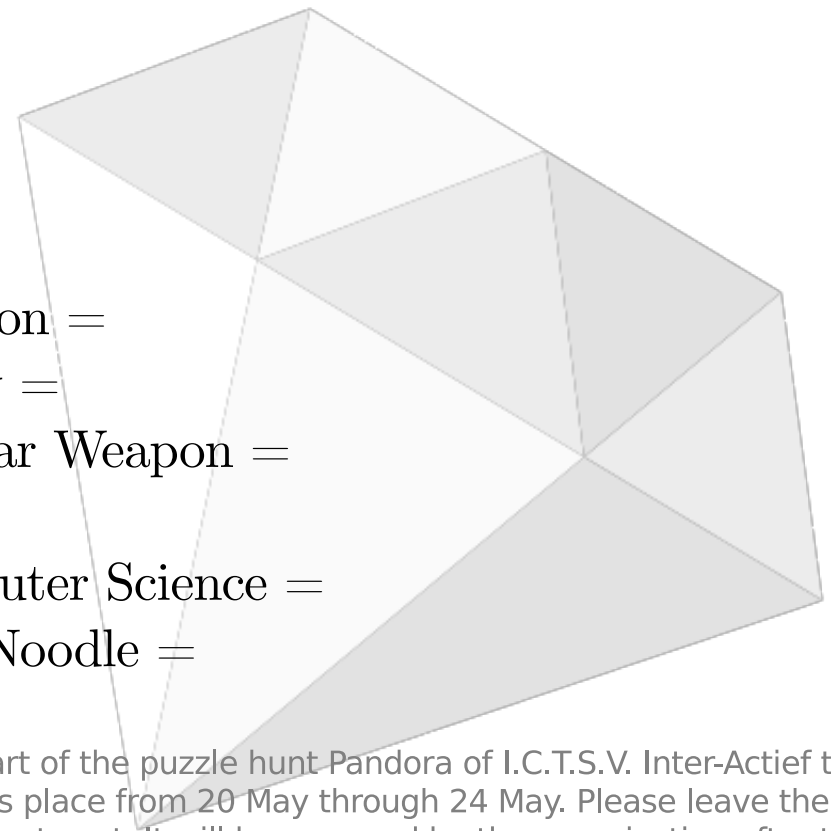 on =
y =
ar Weapon =
uter Science =
Noodle =
art of the puzzle hunt Pandora of I.C.T.S.V. Inter-Actief t
s place from 20 May through 24 May. Please leave the